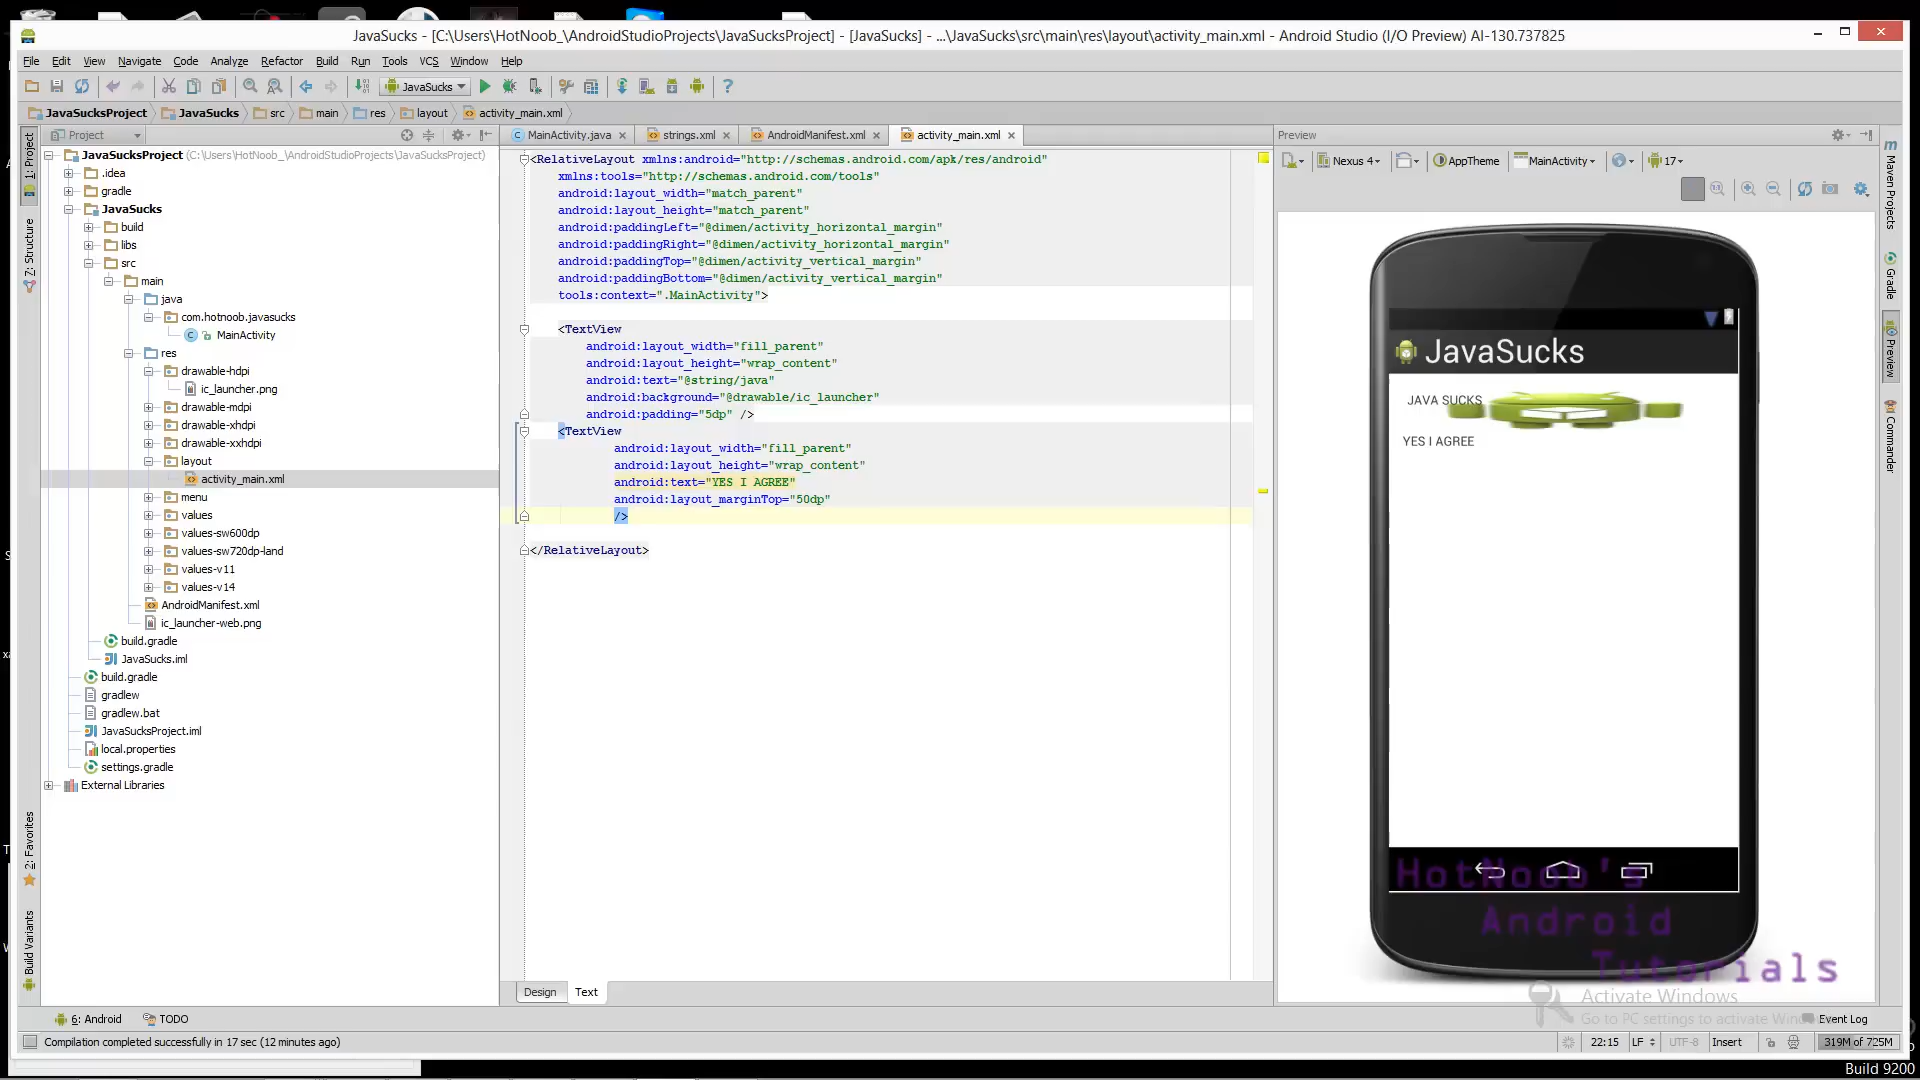 JavaSucks - [C:\Users\HotNoob_\AndroidStudioProjects\JavaSucksProject] - [JavaSucks] - ...\JavaSucks\src\main\res\layout\activity_main.xml - Android Studio (I/O Preview) AI-130.737825
File Edit View Navigate Code Analyze Refactor Build Run Tools VCS Window Help
JavaSucks
JavaSucksProject JavaSucks src main res layout activity_main.xml
Project
MainActivity.java strings.xml AndroidManifest.xml activity_main.xml
Preview
1: Project
Z: Structure
2: Favorites
Build Variants
JavaSucksProject (C:\Users\HotNoob_\AndroidStudioProjects\JavaSucksProject)
.idea
gradle
JavaSucks
build
libs
src
main
java
com.hotnoob.javasucks
MainActivity
res
drawable-hdpi
ic_launcher.png
drawable-mdpi
drawable-xhdpi
drawable-xxhdpi
layout
activity_main.xml
menu
values
values-sw600dp
values-sw720dp-land
values-v11
values-v14
AndroidManifest.xml
ic_launcher-web.png
build.gradle
JavaSucks.iml
build.gradle
gradlew
gradlew.bat
JavaSucksProject.iml
local.properties
settings.gradle
External Libraries
<RelativeLayout xmlns:android="http://schemas.android.com/apk/res/android"
xmlns:tools="http://schemas.android.com/tools"
android:layout_width="match_parent"
android:layout_height="match_parent"
android:paddingLeft="@dimen/activity_horizontal_margin"
android:paddingRight="@dimen/activity_horizontal_margin"
android:paddingTop="@dimen/activity_vertical_margin"
android:paddingBottom="@dimen/activity_vertical_margin"
tools:context=".MainActivity">
<TextView
android:layout_width="fill_parent"
android:layout_height="wrap_content"
android:text="@string/java"
android:background="@drawable/ic_launcher"
android:padding="5dp" />
<TextView
android:layout_width="fill_parent"
android:layout_height="wrap_content"
android:text="YES I AGREE"
android:layout_marginTop="50dp"
/>
</RelativeLayout>
Design Text
Nexus 4 AppTheme MainActivity 17
JavaSucks
JAVA SUCKS
YES I AGREE
HotNoob's
Android
Tutorials
Activate Windows
Go to PC settings to activate
Maven Projects
Gradle
Preview
Commander
6: Android TODO
Event Log
Compilation completed successfully in 17 sec (12 minutes ago)
22:15 LF UTF-8 Insert 319M of 725M
Build 9200